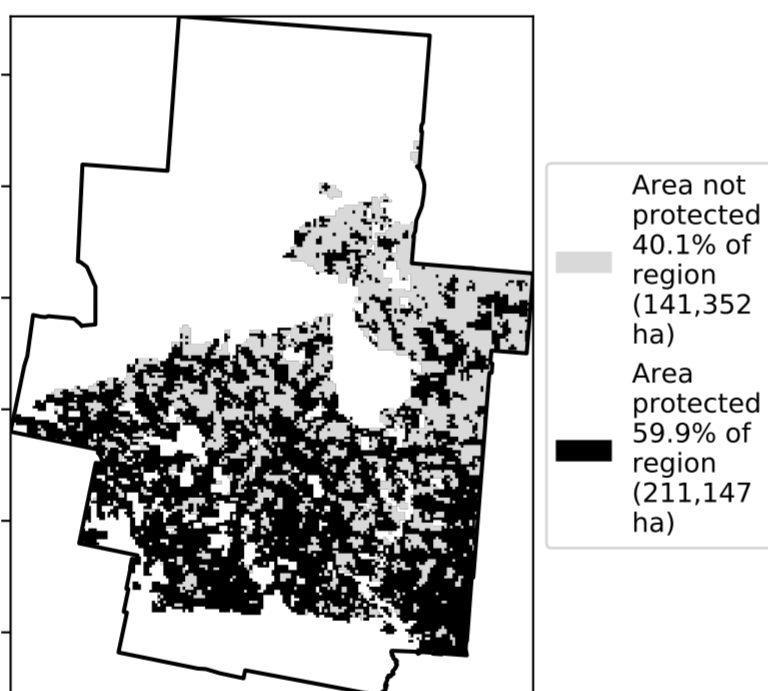 Area not
protected
40.1% of
region
(141,352
ha)
Area
protected
59.9% of
region
(211,147
ha)